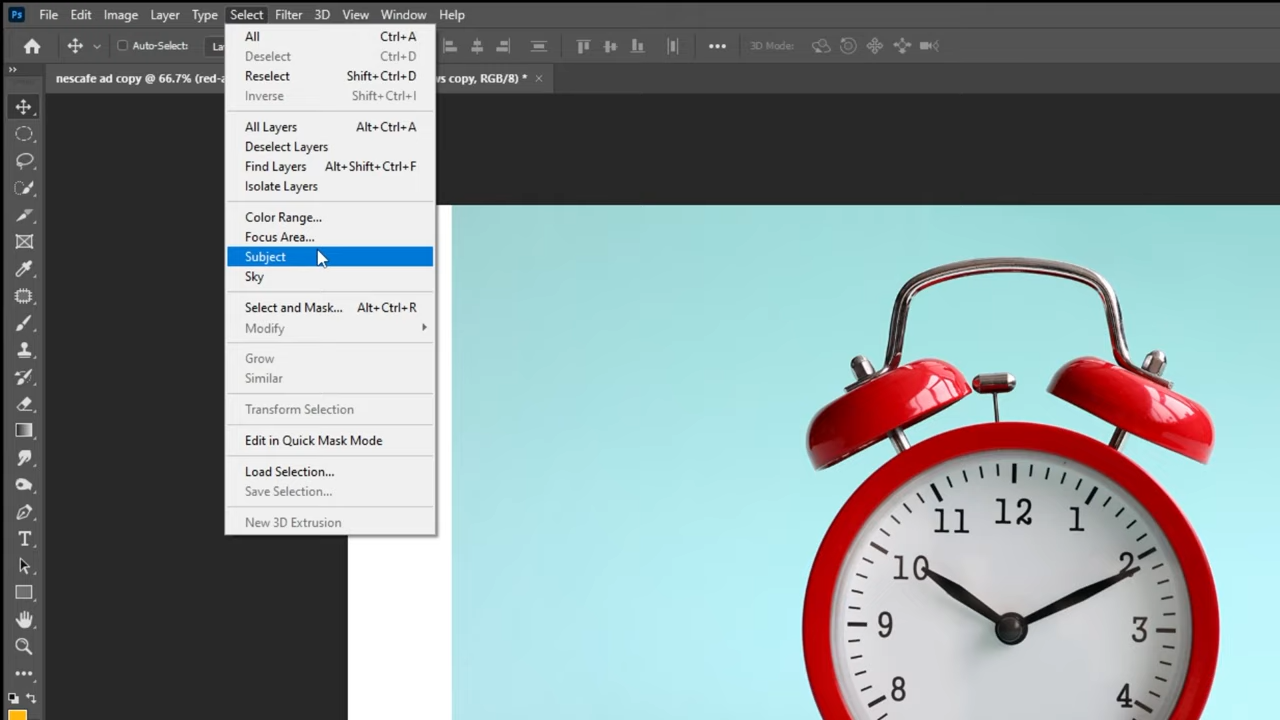 Ps File Edit Image Layer Type Select Filter 3D View Window Help
Auto-Select: 3D Mode:
nescafe ad copy @ 66.7% (red-a ws copy, RGB/8) * ×
All Ctrl+A
Deselect Ctrl+D
Reselect Shift+Ctrl+D
Inverse Shift+Ctrl+I
All Layers Alt+Ctrl+A
Deselect Layers
Find Layers Alt+Shift+Ctrl+F
Isolate Layers
Color Range...
Focus Area...
Subject
Sky
Select and Mask... Alt+Ctrl+R
Modify
Grow
Similar
Transform Selection
Edit in Quick Mask Mode
Load Selection...
Save Selection...
New 3D Extrusion
11 12 1
10 2
9 3
8 4